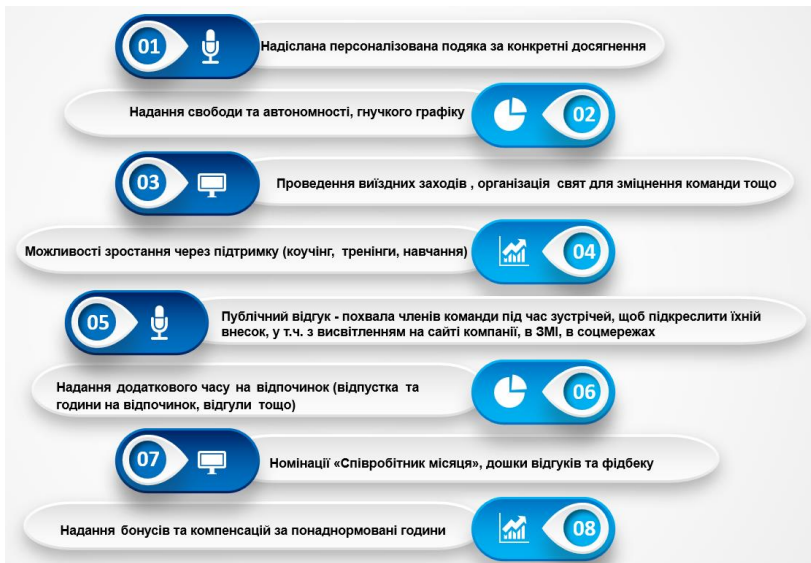 01 Надіслана персоналізована подяка за конкретні досягнення
Надання свободи та автономності, гнучкого графіку 02
03 Проведення виїздних заходів , організація свят для зміцнення команди тощо
Можливості зростання через підтримку (коучінг, тренінги, навчання) 04
05 Публічний відгук - похвала членів команди під час зустрічей, щоб підкреслити їхній
внесок, у т.ч. з висвітленням на сайті компанії, в ЗМІ, в соцмережах
Надання додаткового часу на відпочинок (відпустка та
години на відпочинок, відгули тощо) 06
07 Номінації «Співробітник місяця», дошки відгуків та фідбеку
Надання бонусів та компенсацій за понаднормовані години 08